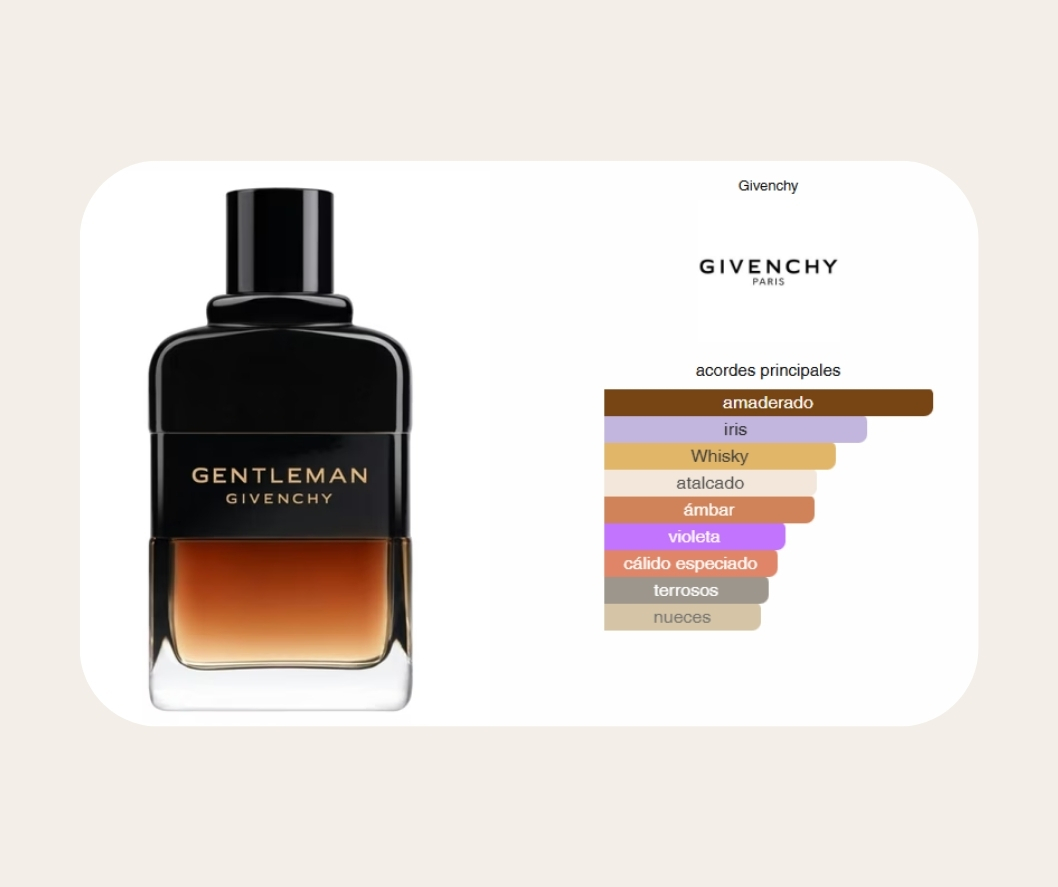 GENTLEMAN
GIVENCHY
Givenchy
GIVENCHY
PARIS
acordes principales
amaderado
iris
Whisky
atalcado
ámbar
violeta
cálido especiado
terrosos
nueces